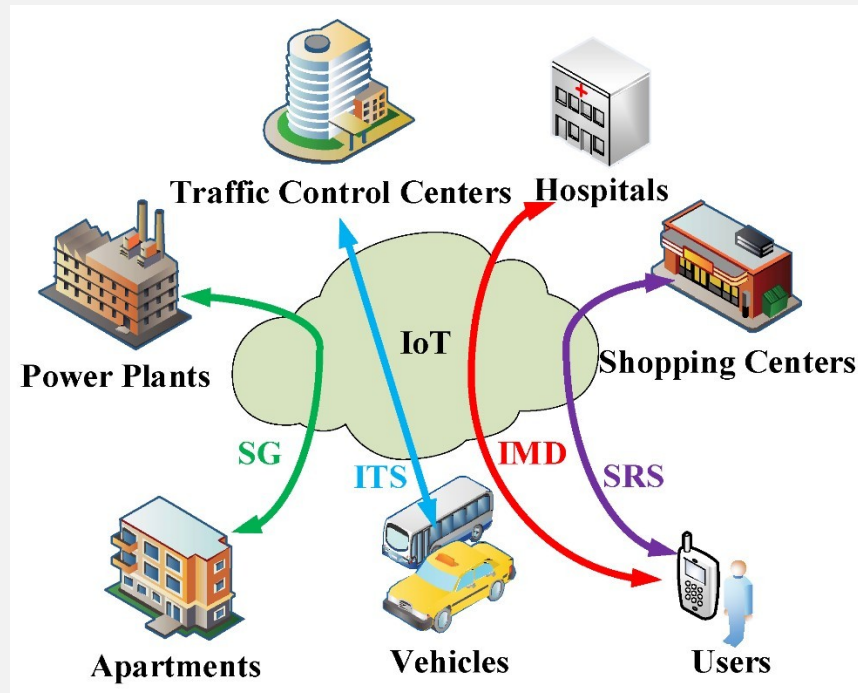 Traffic Control Centers
Hospitals
Power Plants
IoT
Shopping Centers
SG
ITS
IMD
SRS
Apartments
Vehicles
Users